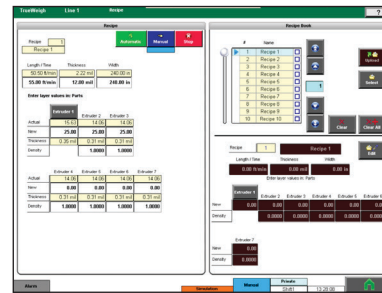 TrueWeigh Line 1 Recipe ?
Recipe
Recipe 1
Recipe 1
Automatic Manual Stop
Length / Time Thickness Width
50.50 ft/min 2.22 mil 240.00 in
55.00 ft/min 12.00 mil 240.00 in
Enter layer values in: Parts
Extruder 1 Extruder 2 Extruder 3
Actual 15.63 14.06 14.06
New 25.00 25.00 25.00
Thickness 0.35 mil 0.31 mil 0.31 mil
Density 1.0000 1.0000
Extruder 4 Extruder 5 Extruder 6 Extruder 7
Actual 14.06 14.06 14.06 14.06
New 0.00 0.00 0.00 0.00
Thickness 0.31 mil 0.31 mil 0.31 mil 0.31 mil
Density 1.0000 1.0000 1.0000 1.0000
Recipe Book
# Name
1 Recipe 1
2 Recipe 2
3 Recipe 3
4 Recipe 4
5 Recipe 5
6 Recipe 6
7 Recipe 7
8 Recipe 8
9 Recipe 9
10 Recipe 10
1
Upload
Select
Clear Clear All
Recipe 1 Recipe 1
Edit
Length / Time Thickness Width
0.00 ft/min 0.00 mil 0.00 in
Enter layer values in: Parts
Extruder 1 Extruder 2 Extruder 3 Extruder 4 Extruder 5 Extruder 6
New 0.00 0.00 0.00 0.00 0.00 0.00
Density 0.0000 0.0000 0.0000 0.0000 0.0000
Extruder 7
New 0.00
Density 0.0000
Alarm Simulation Manual Private
Shift1 13:28:08